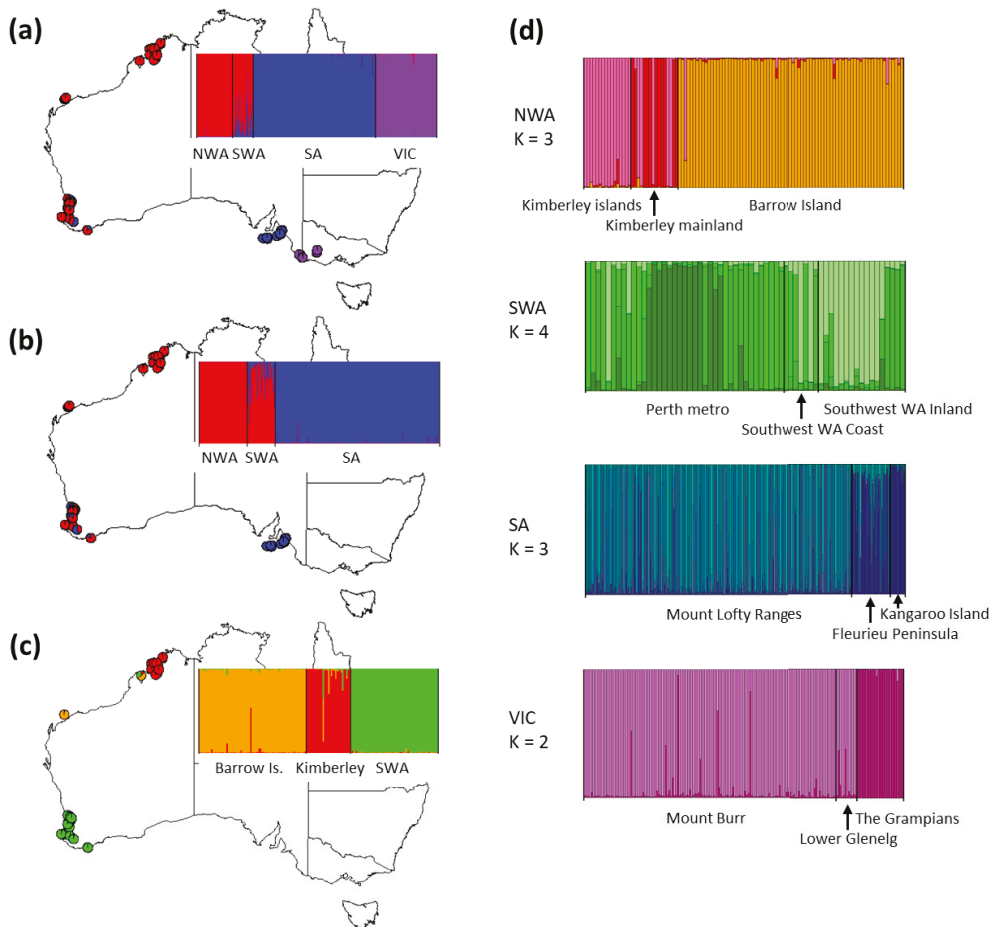 (a)
NWA SWA SA VIC
(b)
NWA SWA SA
(c)
Barrow Is. Kimberley SWA
(d)
NWA
K = 3
Kimberley islands
Barrow Island
Kimberley mainland
SWA
K = 4
Perth metro
Southwest WA Inland
Southwest WA Coast
SA
K = 3
Mount Lofty Ranges
Kangaroo Island
Fleurieu Peninsula
VIC
K = 2
Mount Burr
The Grampians
Lower Glenelg